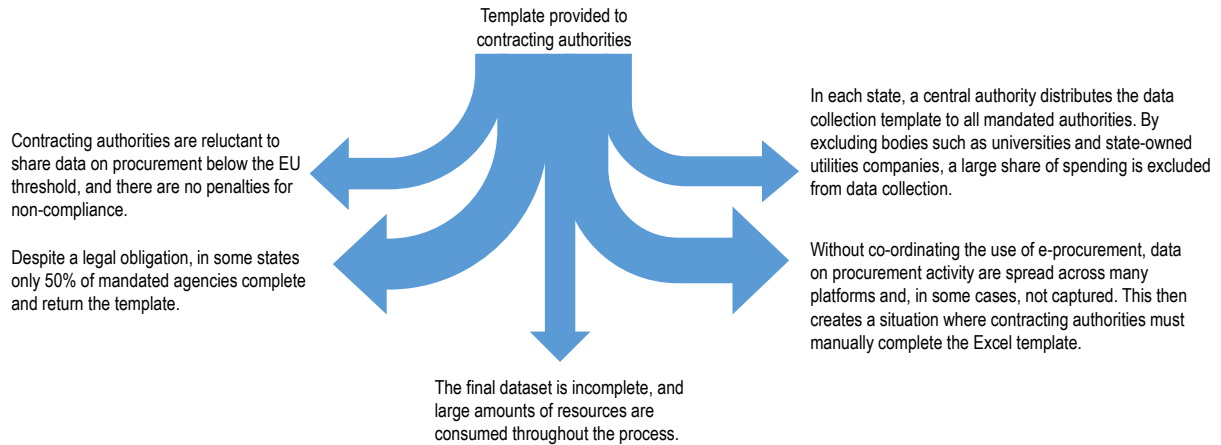 Template provided to
contracting authorities
Contracting authorities are reluctant to
share data on procurement below the EU
threshold, and there are no penalties for
non-compliance.
Despite a legal obligation, in some states
only 50% of mandated agencies complete
and return the template.
In each state, a central authority distributes the data
collection template to all mandated authorities. By
excluding bodies such as universities and state-owned
utilities companies, a large share of spending is excluded
from data collection.
Without co-ordinating the use of e-procurement, data
on procurement activity are spread across many
platforms and, in some cases, not captured. This then
creates a situation where contracting authorities must
manually complete the Excel template.
The final dataset is incomplete, and
large amounts of resources are
consumed throughout the process.